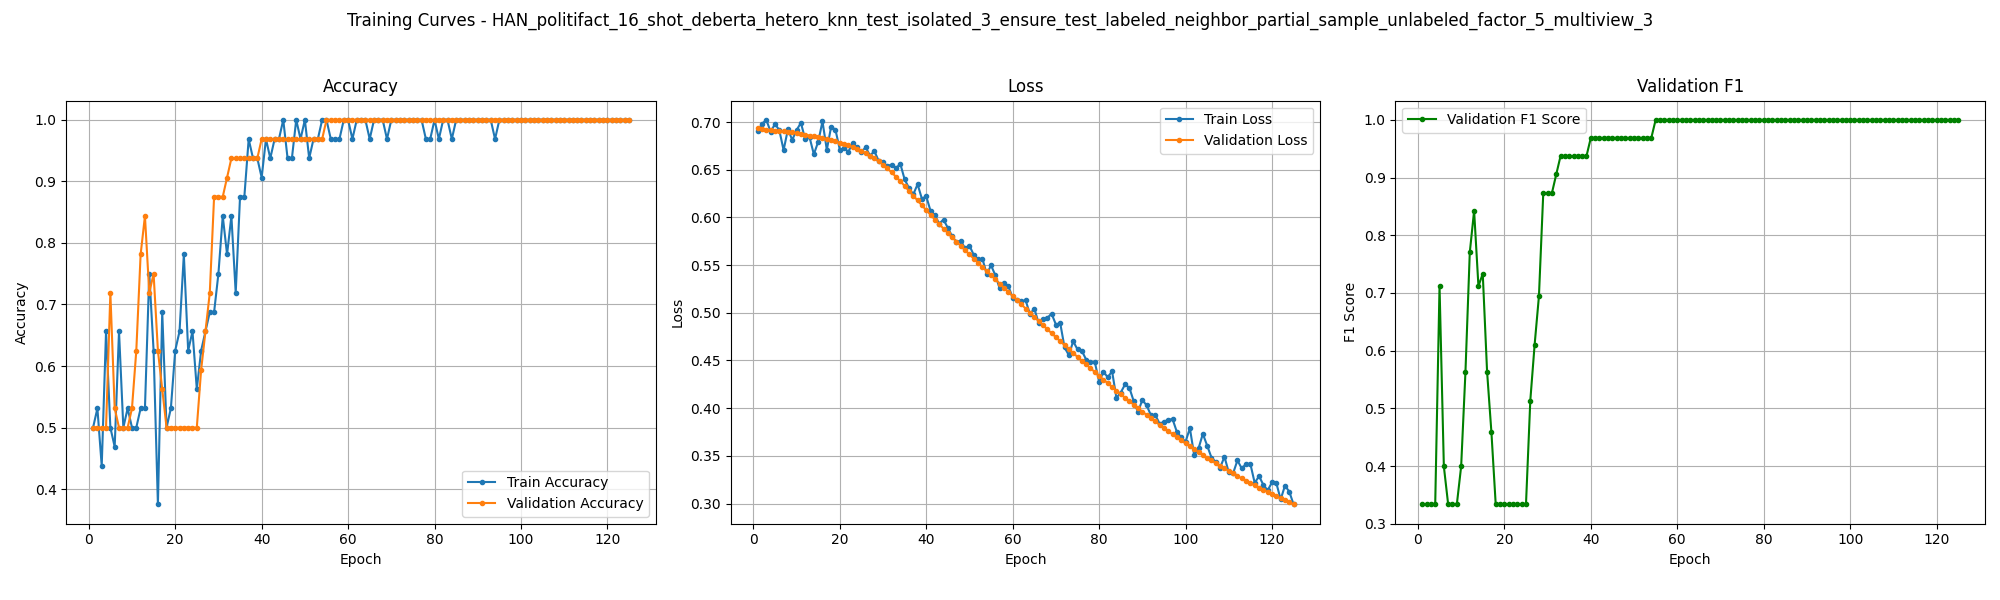 Training Curves - HAN_politifact_16_shot_deberta_hetero_knn_test_isolated_3_ensure_test_labeled_neighbor_partial_sample_unlabeled_factor_5_multiview_3
Accuracy
1.0
0.9
0.8
0.7
0.6
0.5
0.4
Accuracy
Train Accuracy
Validation Accuracy
0 20 40 60 80 100 120
Epoch
Loss
0.70
0.65
0.60
0.55
0.50
0.45
0.40
0.35
0.30
Loss
Train Loss
Validation Loss
0 20 40 60 80 100 120
Epoch
Validation F1
1.0
0.9
0.8
0.7
0.6
0.5
0.4
0.3
F1 Score
Validation F1 Score
0 20 40 60 80 100 120
Epoch